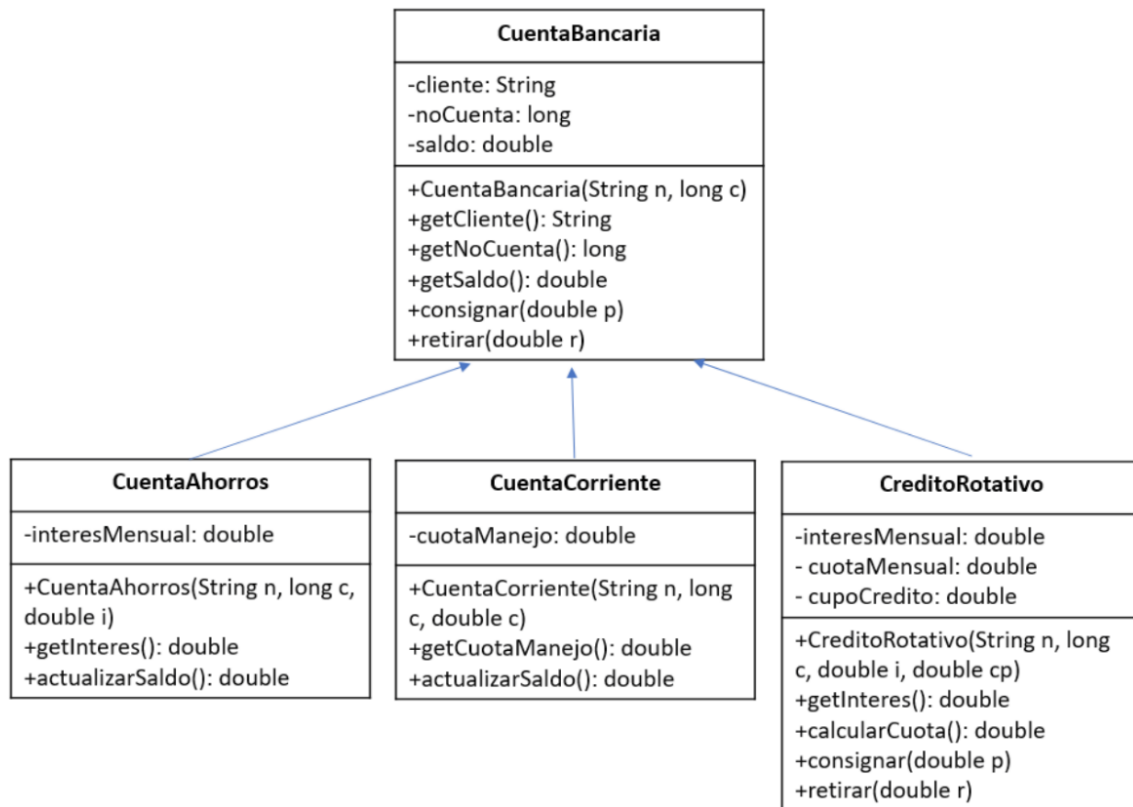 CuentaBancaria
-cliente: String
-noCuenta: long
-saldo: double
+CuentaBancaria(String n, long c)
+getCliente(): String
+getNoCuenta(): long
+getSaldo(): double
+consignar(double p)
+retirar(double r)
CuentaAhorros
-interesMensual: double
+CuentaAhorros(String n, long c,
double i)
+getInteres(): double
+actualizarSaldo(): double
CuentaCorriente
-cuotaManejo: double
+CuentaCorriente(String n, long
c, double c)
+getCuotaManejo(): double
+actualizarSaldo(): double
CreditoRotativo
-interesMensual: double
- cuotaMensual: double
- cupoCredito: double
+CreditoRotativo(String n, long
c, double i, double cp)
+getInteres(): double
+calcularCuota(): double
+consignar(double p)
+retirar(double r)